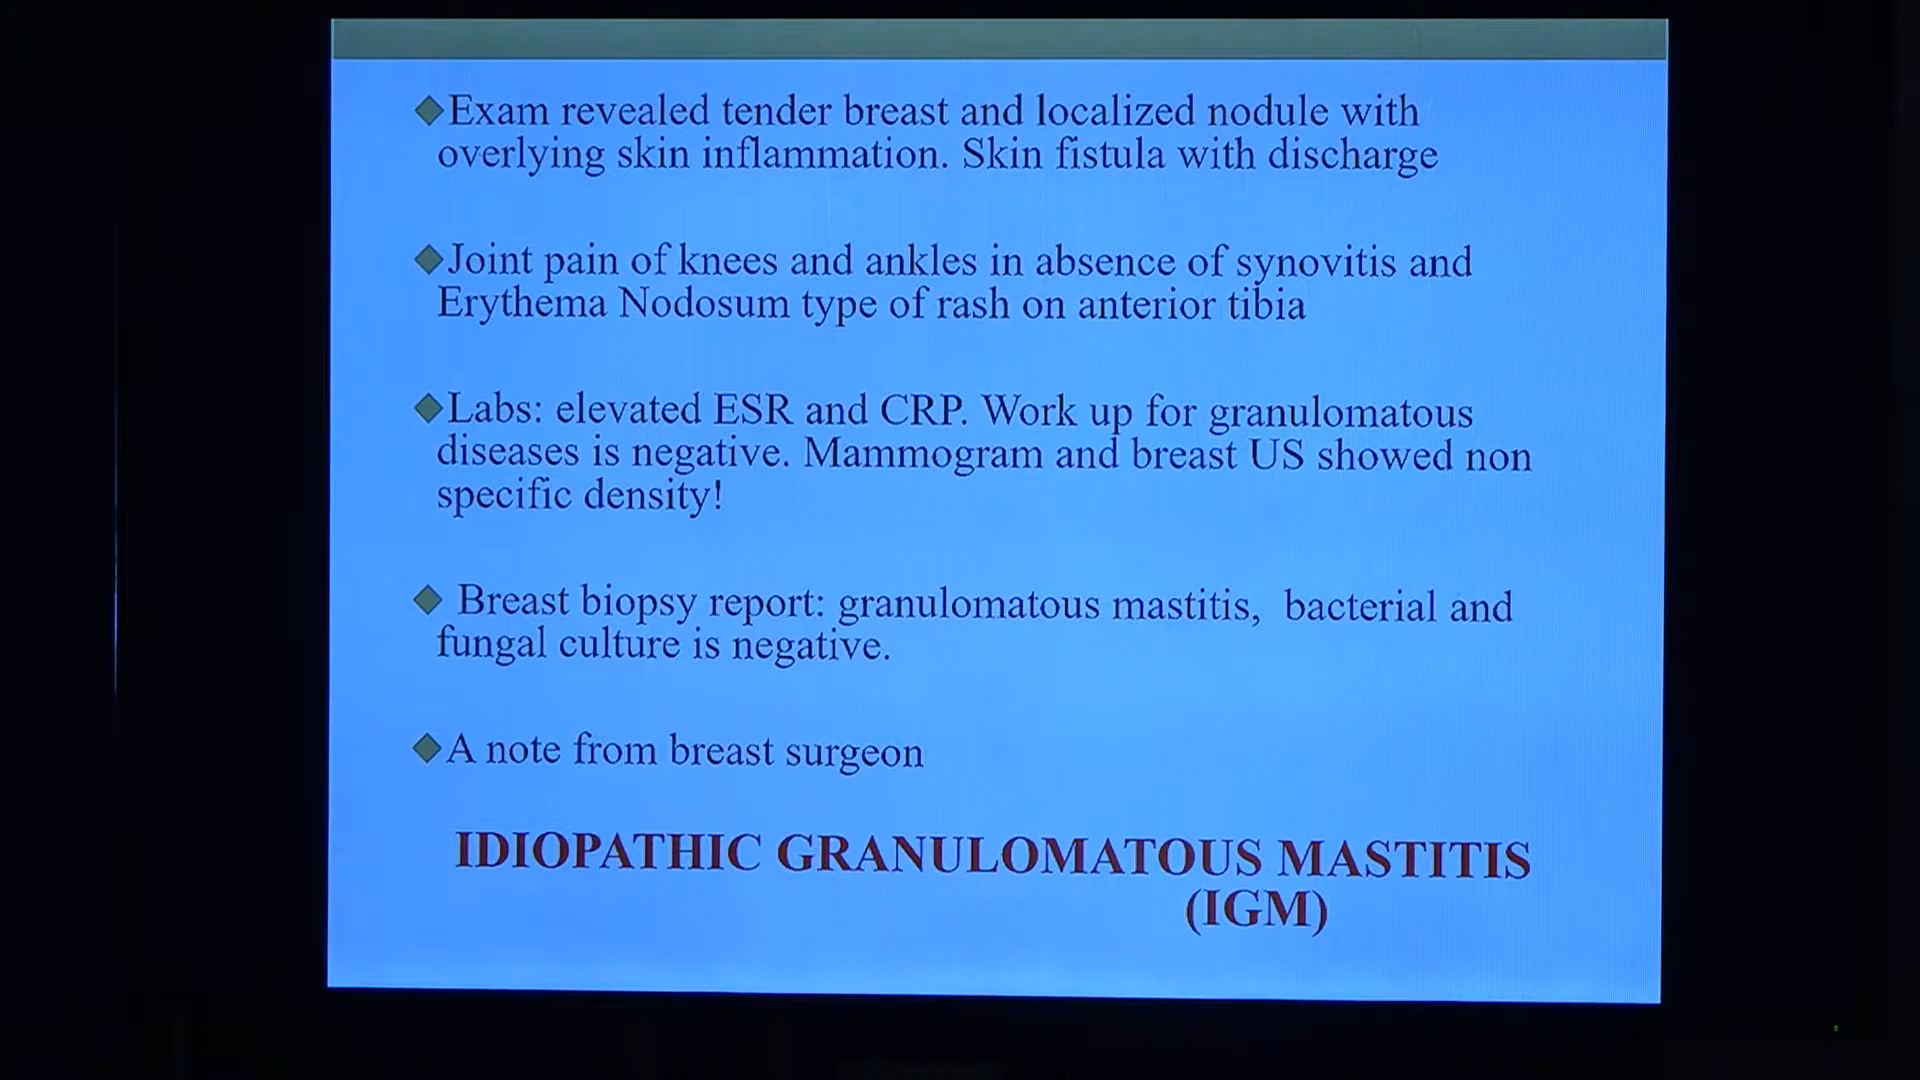 Exam revealed tender breast and localized nodule with
overlying skin inflammation. Skin fistula with discharge
Joint pain of knees and ankles in absence of synovitis and
Erythema Nodosum type of rash on anterior tibia
Labs: elevated ESR and CRP. Work up for granulomatous
diseases is negative. Mammogram and breast US showed non
specific density!
Breast biopsy report: granulomatous mastitis, bacterial and
fungal culture is negative.
A note from breast surgeon
IDIOPATHIC GRANULOMATOUS MASTITIS
(IGM)